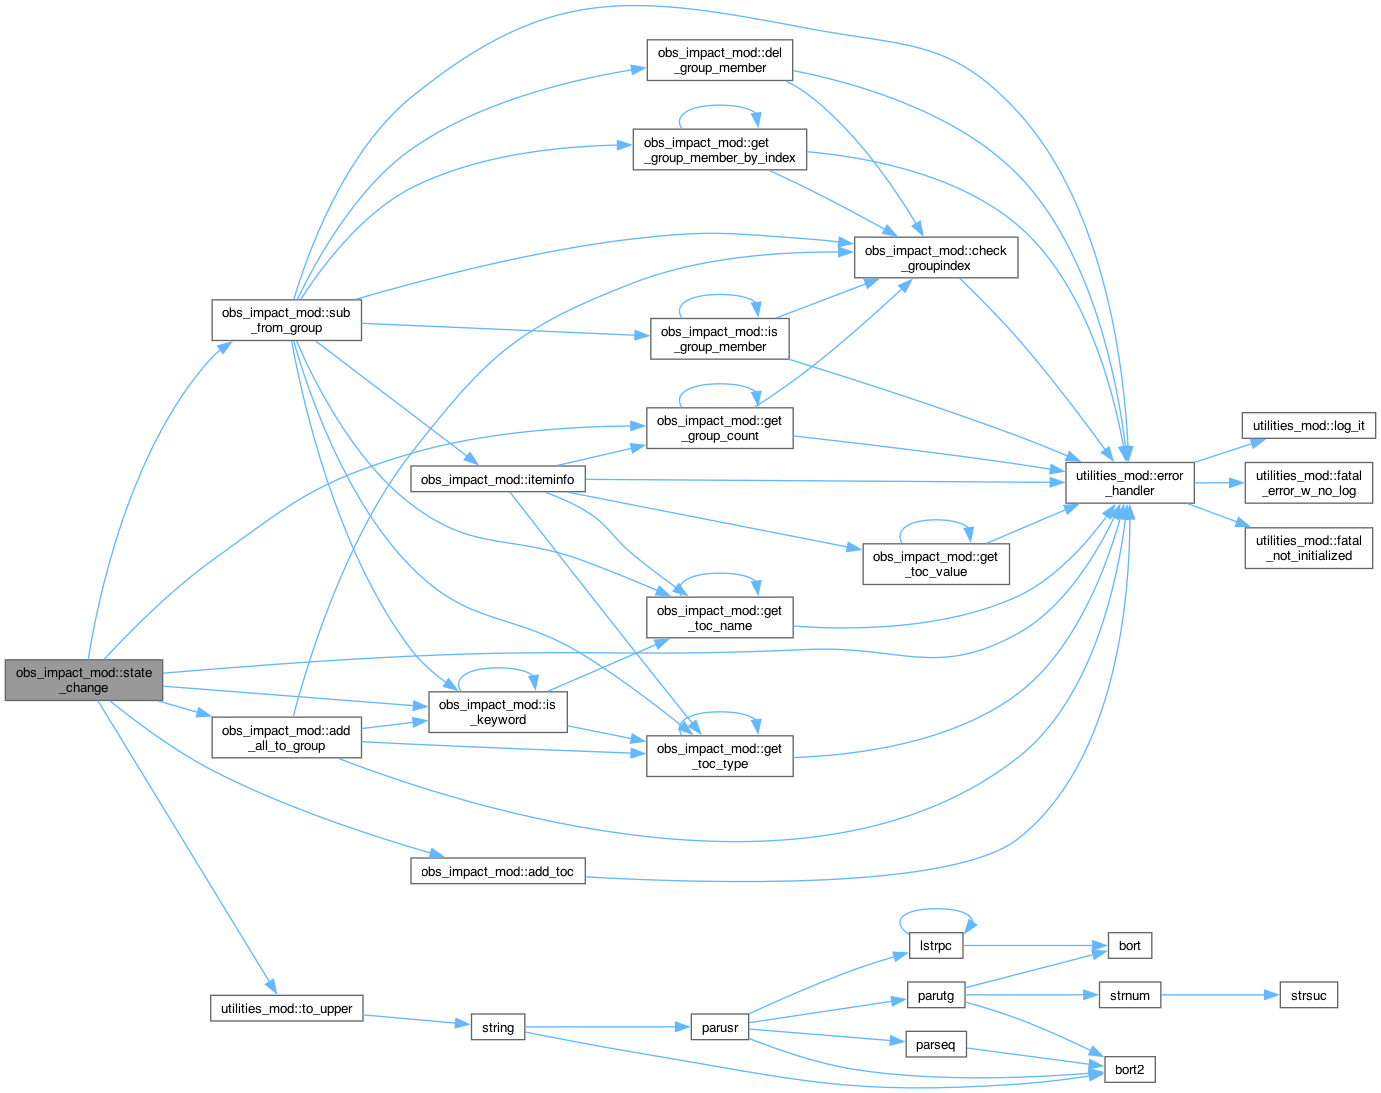 obs_impact_mod::del
_group_member
obs_impact_mod::get
_group_member_by_index
obs_impact_mod::check
_groupindex
obs_impact_mod::sub
_from_group
obs_impact_mod::is
_group_member
obs_impact_mod::get
_group_count
utilities_mod::log_it
obs_impact_mod::iteminfo
utilities_mod::error
_handler
utilities_mod::fatal
_error_w_no_log
utilities_mod::fatal
_not_initialized
obs_impact_mod::get
_toc_value
obs_impact_mod::get
_toc_name
obs_impact_mod::state
_change
obs_impact_mod::is
_keyword
obs_impact_mod::add
_all_to_group
obs_impact_mod::get
_toc_type
obs_impact_mod::add_toc
lstrpc
bort
parutg
strnum
strsuc
utilities_mod::to_upper
string
parusr
parseq
bort2